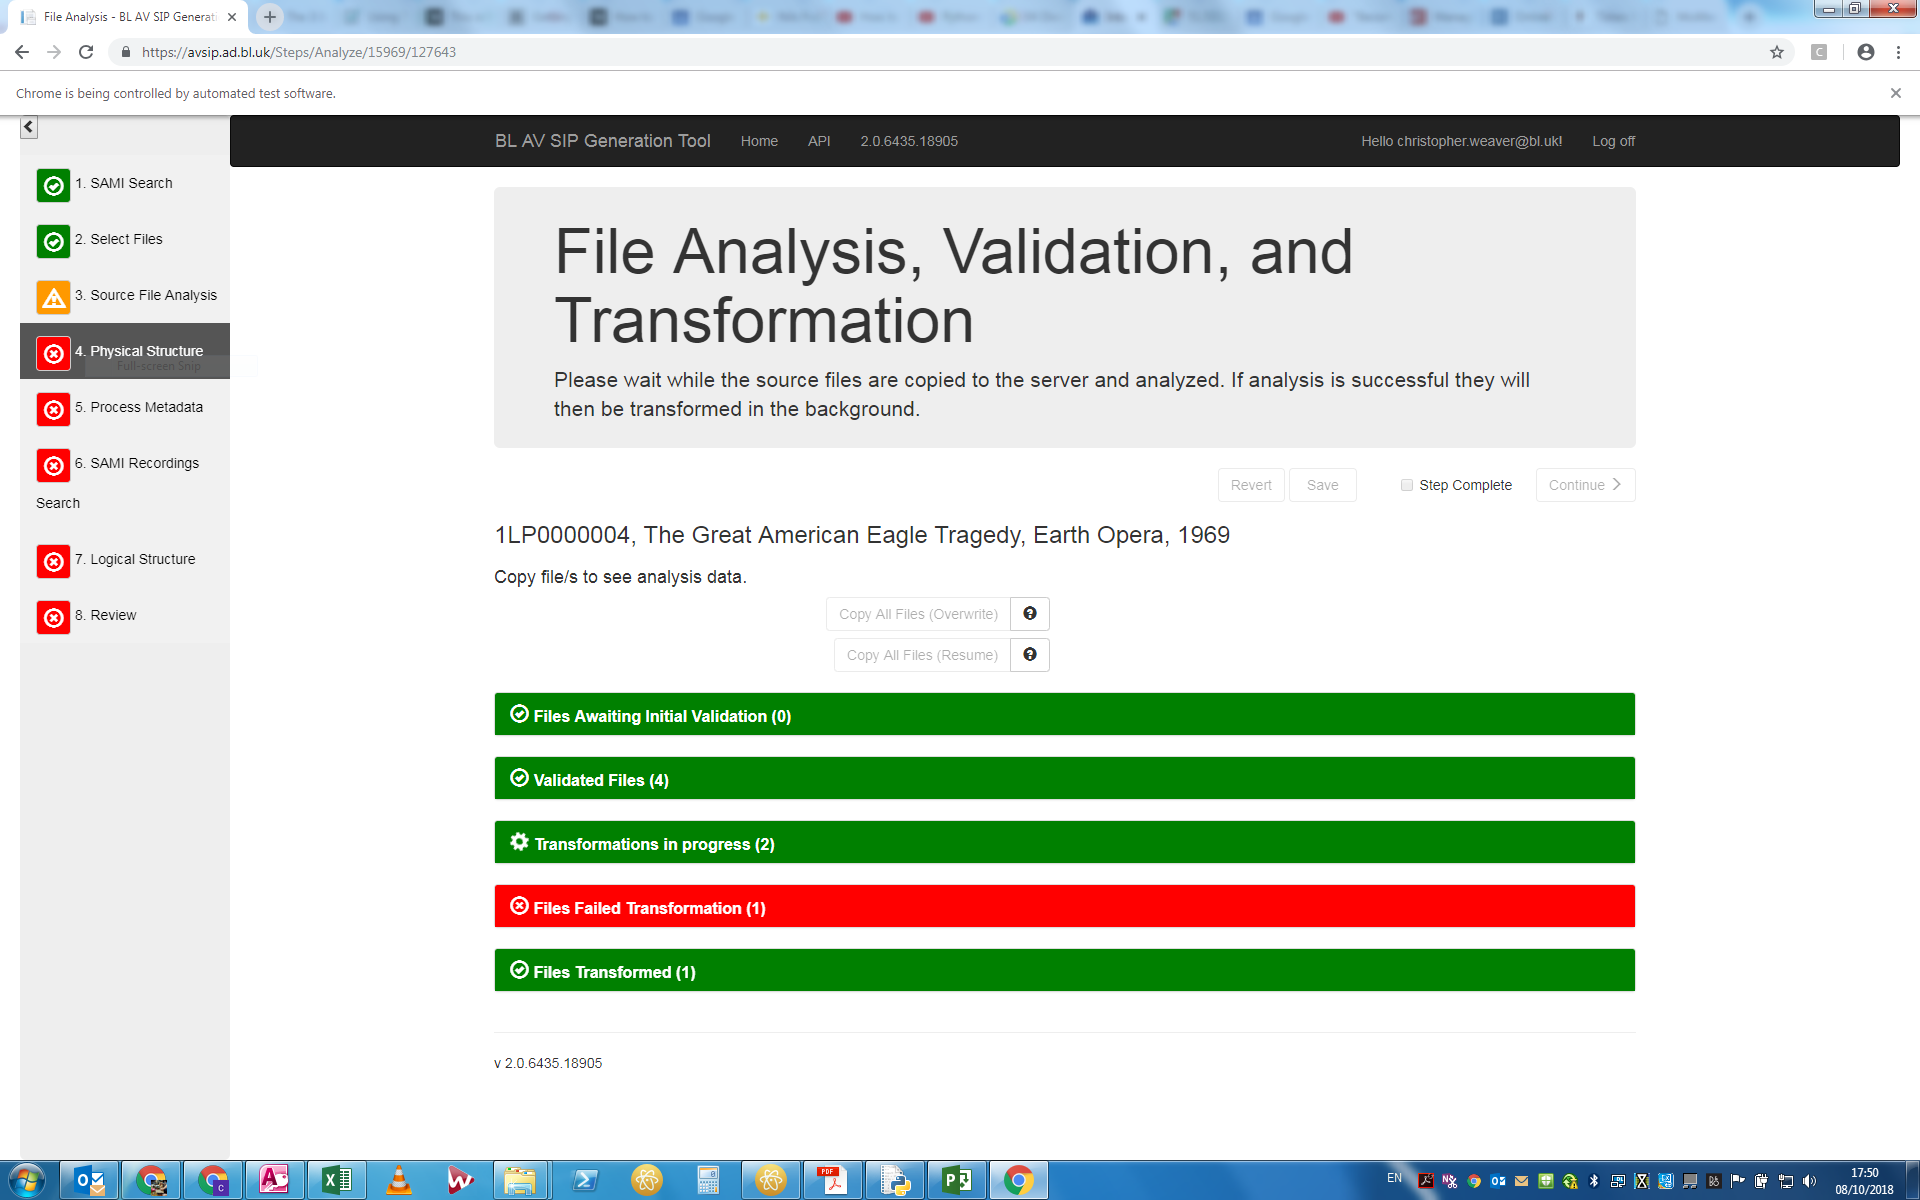 File Analysis - BL AV SIP Generati
https://avsip.ad.bl.uk/Steps/Analyze/15969/127643
Chrome is being controlled by automated test software.
BL AV SIP Generation Tool
Home
API
2.0.6435.18905
Hello christopher.weaver@bl.uk!
Log off
1. SAMI Search
2. Select Files
3. Source File Analysis
4. Physical Structure
Full-screen Snip
5. Process Metadata
6. SAMI Recordings
Search
7. Logical Structure
8. Review
File Analysis, Validation, and
Transformation
Please wait while the source files are copied to the server and analyzed. If analysis is successful they will
then be transformed in the background.
Revert
Save
Step Complete
Continue
1LP0000004, The Great American Eagle Tragedy, Earth Opera, 1969
Copy file/s to see analysis data.
Copy All Files (Overwrite)
Copy All Files (Resume)
Files Awaiting Initial Validation (0)
Validated Files (4)
Transformations in progress (2)
Files Failed Transformation (1)
Files Transformed (1)
v 2.0.6435.18905
EN
17:50
08/10/2018